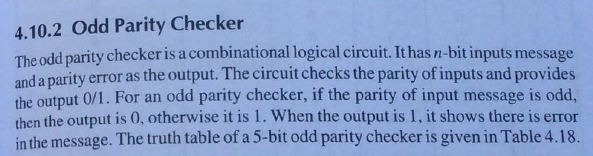 4.10.2 Odd Parity Checker
The odd parity checker is a combinational logical circuit. It has n-bit inputs message
and a parity error as the output. The circuit checks the parity of inputs and provides
the output 0/1. For an odd parity checker, if the parity of input message is odd,
then the output is 0, otherwise it is 1. When the output is 1, it shows there is error
in the message. The truth table of a 5-bit odd parity checker is given in Table 4.18.